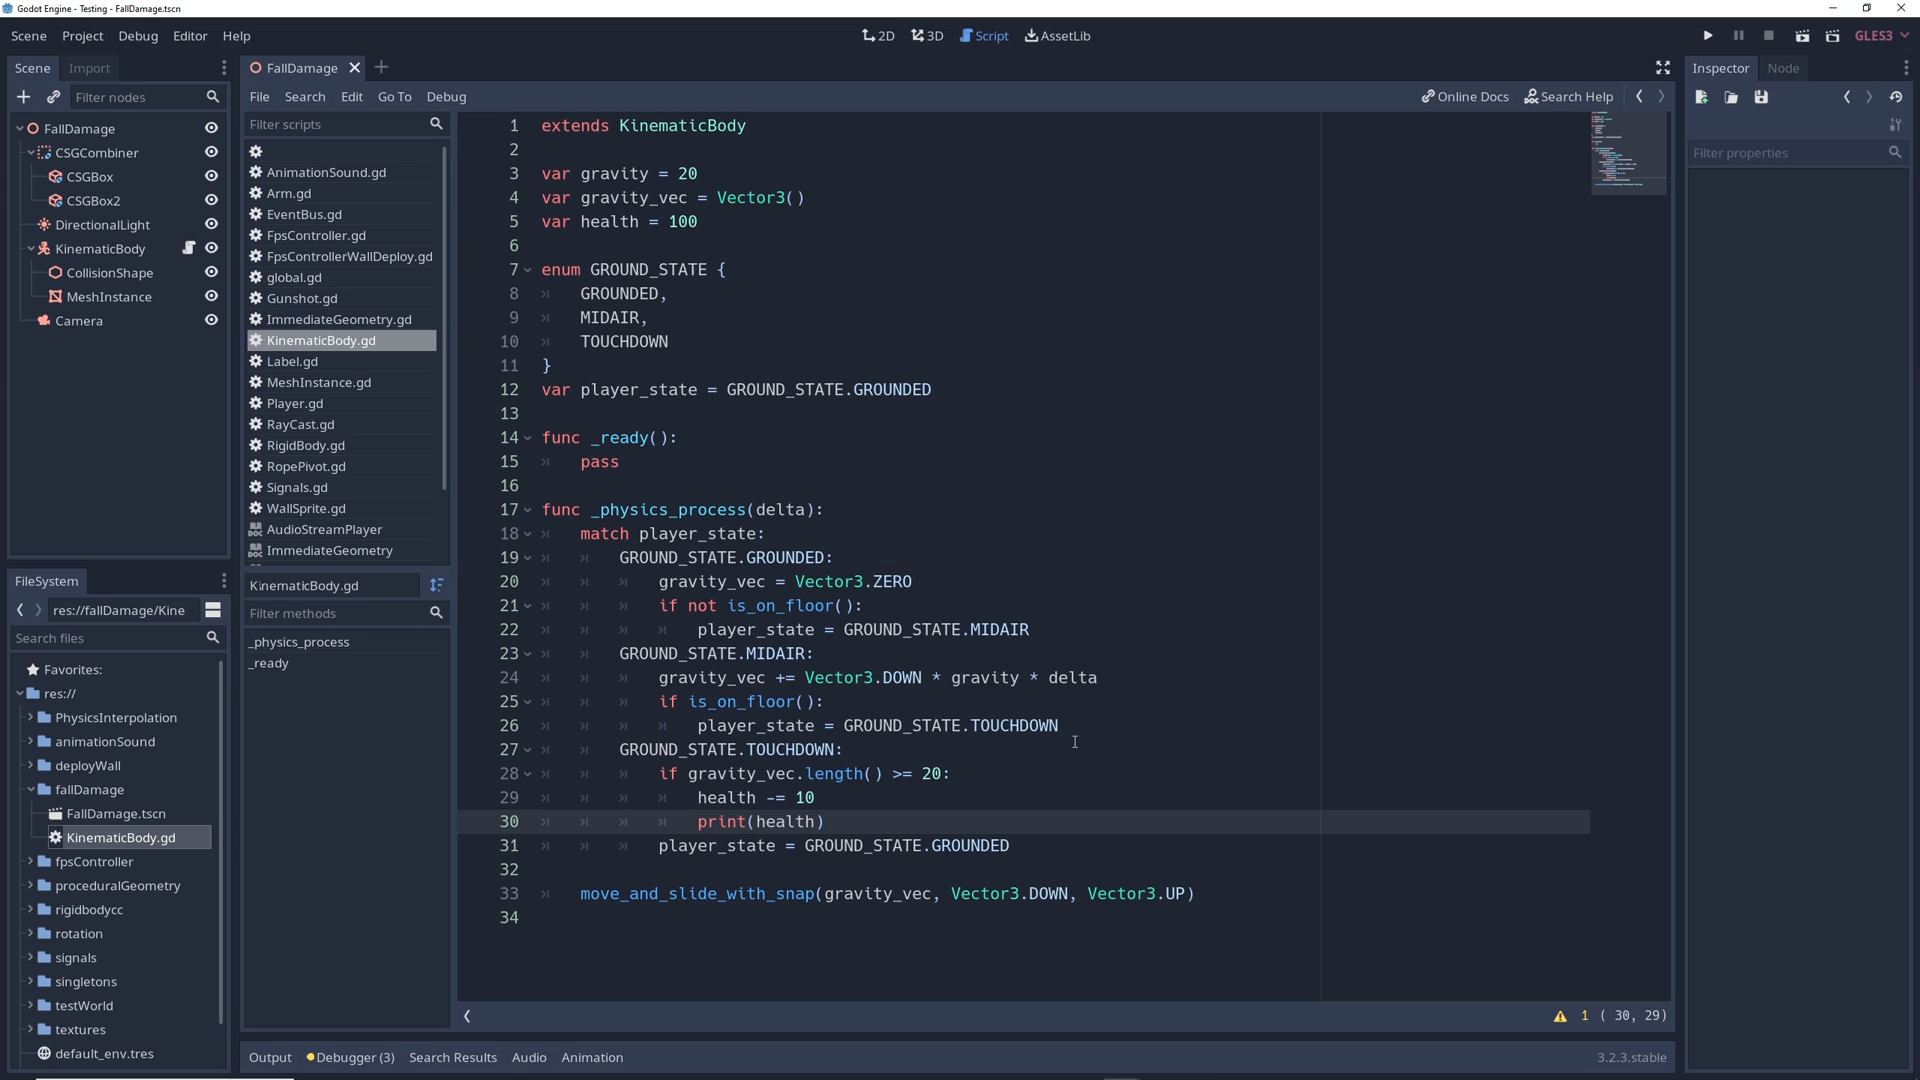 Godot Engine - Testing - FallDamage.tscn
Scene Project Debug Editor Help
2D 3D Script AssetLib
GLES3
Scene Import
Filter nodes
FallDamage
CSGCombiner
CSGBox
CSGBox2
DirectionalLight
KinematicBody
CollisionShape
MeshInstance
Camera
FileSystem
res://fallDamage/Kine
Search files
Favorites:
res://
PhysicsInterpolation
animationSound
deployWall
fallDamage
FallDamage.tscn
KinematicBody.gd
fpsController
proceduralGeometry
rigidbodycc
rotation
signals
singletons
testWorld
textures
default_env.tres
FallDamage
File Search Edit Go To Debug
Online Docs Search Help
Filter scripts
AnimationSound.gd
Arm.gd
EventBus.gd
FpsController.gd
FpsControllerWallDeploy.gd
global.gd
Gunshot.gd
ImmediateGeometry.gd
KinematicBody.gd
Label.gd
MeshInstance.gd
Player.gd
RayCast.gd
RigidBody.gd
RopePivot.gd
Signals.gd
WallSprite.gd
AudioStreamPlayer
ImmediateGeometry
KinematicBody.gd
Filter methods
_physics_process
_ready
1 extends KinematicBody
2
3 var gravity = 20
4 var gravity_vec = Vector3()
5 var health = 100
6
7 enum GROUND_STATE {
8 GROUNDED,
9 MIDAIR,
10 TOUCHDOWN
11 }
12 var player_state = GROUND_STATE.GROUNDED
13
14 func _ready():
15 pass
16
17 func _physics_process(delta):
18 match player_state:
19 GROUND_STATE.GROUNDED:
20 gravity_vec = Vector3.ZERO
21 if not is_on_floor():
22 player_state = GROUND_STATE.MIDAIR
23 GROUND_STATE.MIDAIR:
24 gravity_vec += Vector3.DOWN * gravity * delta
25 if is_on_floor():
26 player_state = GROUND_STATE.TOUCHDOWN
27 GROUND_STATE.TOUCHDOWN:
28 if gravity_vec.length() >= 20:
29 health -= 10
30 print(health)
31 player_state = GROUND_STATE.GROUNDED
32
33 move_and_slide_with_snap(gravity_vec, Vector3.DOWN, Vector3.UP)
34
1 ( 30, 29)
Output Debugger (3) Search Results Audio Animation
3.2.3.stable
Inspector Node
Filter properties